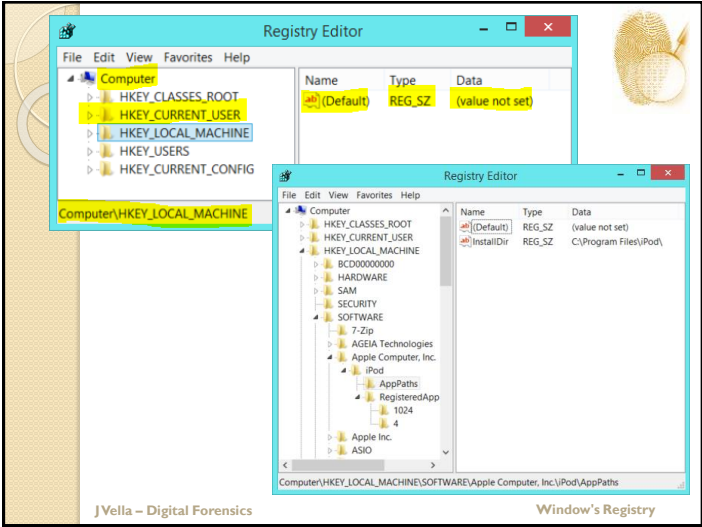 Registry Editor
File Edit View Favorites Help
Computer
HKEY_CLASSES_ROOT
HKEY_CURRENT_USER
HKEY_LOCAL_MACHINE
HKEY_USERS
HKEY_CURRENT_CONFIG
Name Type Data
ab (Default) REG_SZ (value not set)
Computer\HKEY_LOCAL_MACHINE
Registry Editor
File Edit View Favorites Help
Computer
HKEY_CLASSES_ROOT
HKEY_CURRENT_USER
HKEY_LOCAL_MACHINE
BCD00000000
HARDWARE
SAM
SECURITY
SOFTWARE
7-Zip
AGEIA Technologies
Apple Computer, Inc.
iPod
AppPaths
RegisteredApp
1024
4
Apple Inc.
ASIO
Name Type Data
ab (Default) REG_SZ (value not set)
ab InstallDir REG_SZ C:\Program Files\iPod\
Computer\HKEY_LOCAL_MACHINE\SOFTWARE\Apple Computer, Inc.\iPod\AppPaths
J Vella – Digital Forensics
Window's Registry